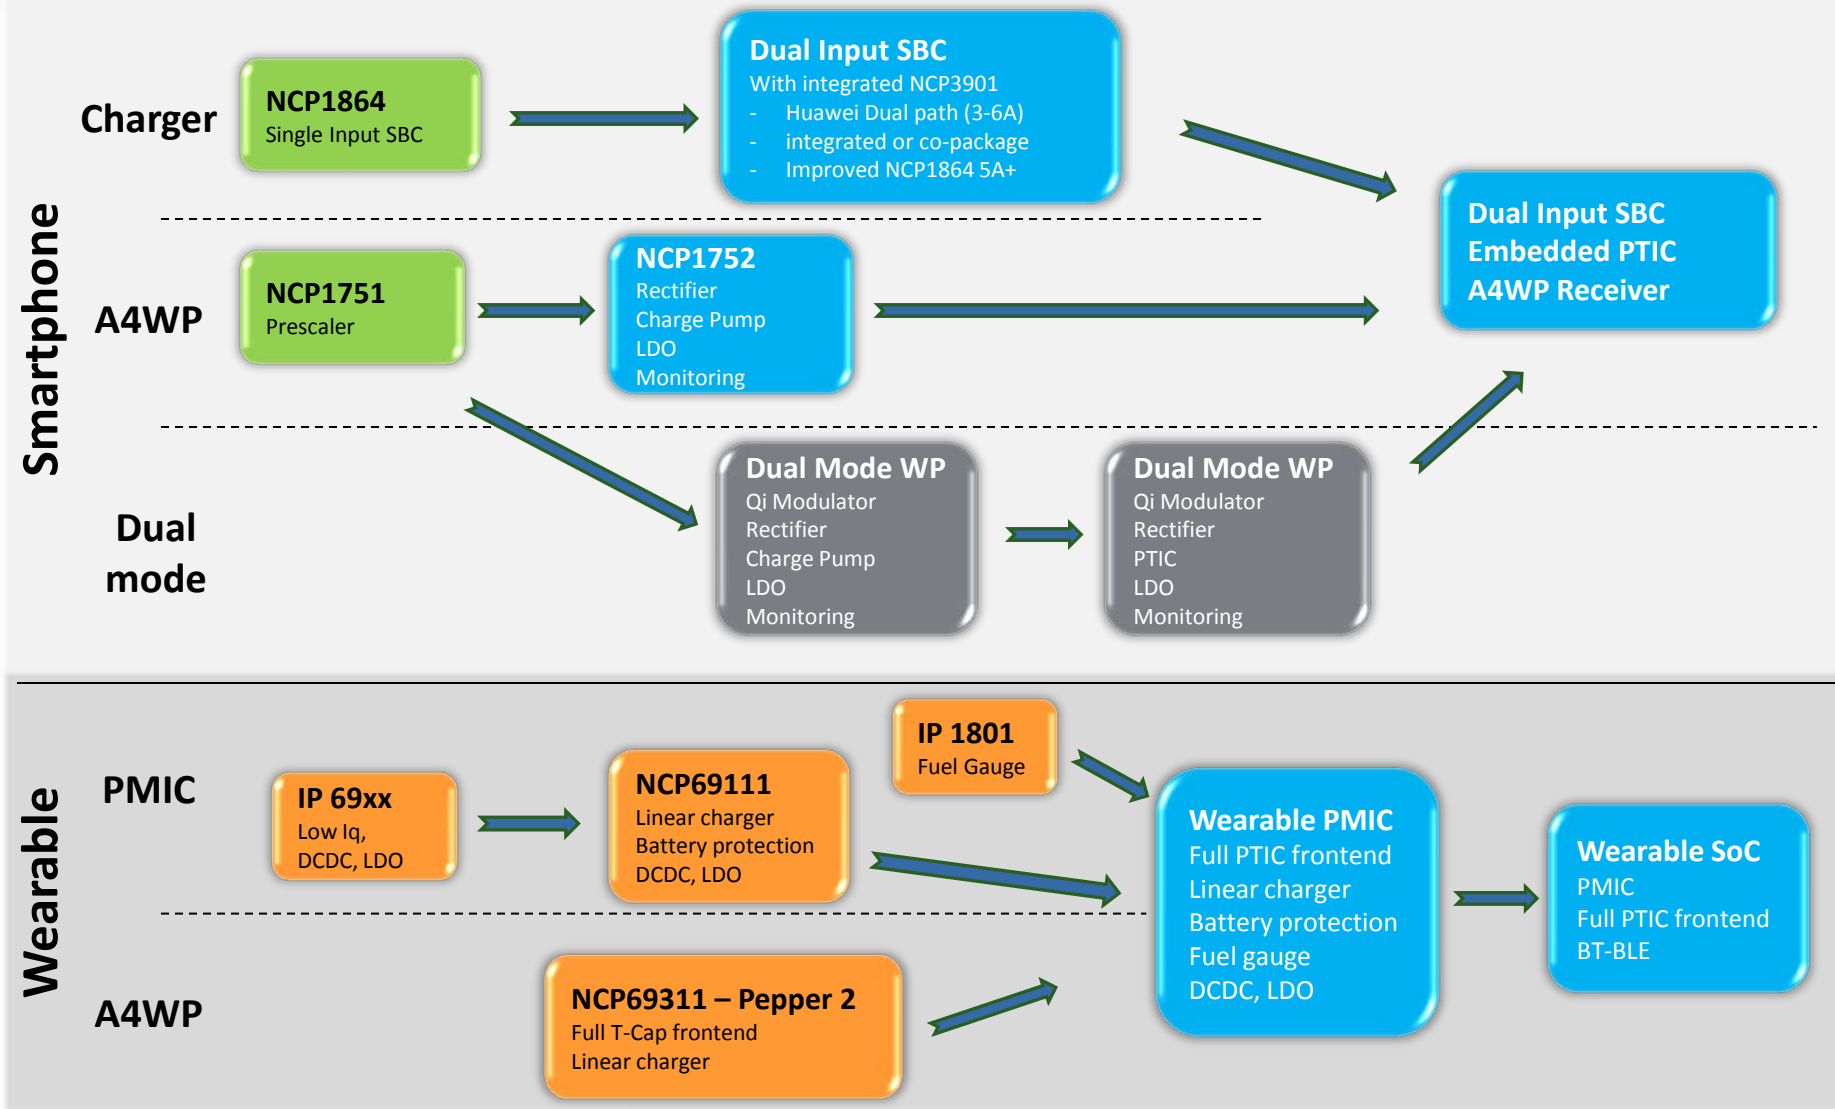 Smartphone
Charger
NCP1864
Single Input SBC
Dual Input SBC
With integrated NCP3901
- Huawei Dual path (3-6A)
- integrated or co-package
- Improved NCP1864 5A+
Dual Input SBC
Embedded PTIC
A4WP Receiver
A4WP
NCP1751
Prescaler
NCP1752
Rectifier
Charge Pump
LDO
Monitoring
Dual
mode
Dual Mode WP
Qi Modulator
Rectifier
Charge Pump
LDO
Monitoring
Dual Mode WP
Qi Modulator
Rectifier
PTIC
LDO
Monitoring
Wearable
PMIC
IP 69xx
Low Iq,
DCDC, LDO
NCP69111
Linear charger
Battery protection
DCDC, LDO
IP 1801
Fuel Gauge
Wearable PMIC
Full PTIC frontend
Linear charger
Battery protection
Fuel gauge
DCDC, LDO
Wearable SoC
PMIC
Full PTIC frontend
BT-BLE
A4WP
NCP69311 – Pepper 2
Full T-Cap frontend
Linear charger